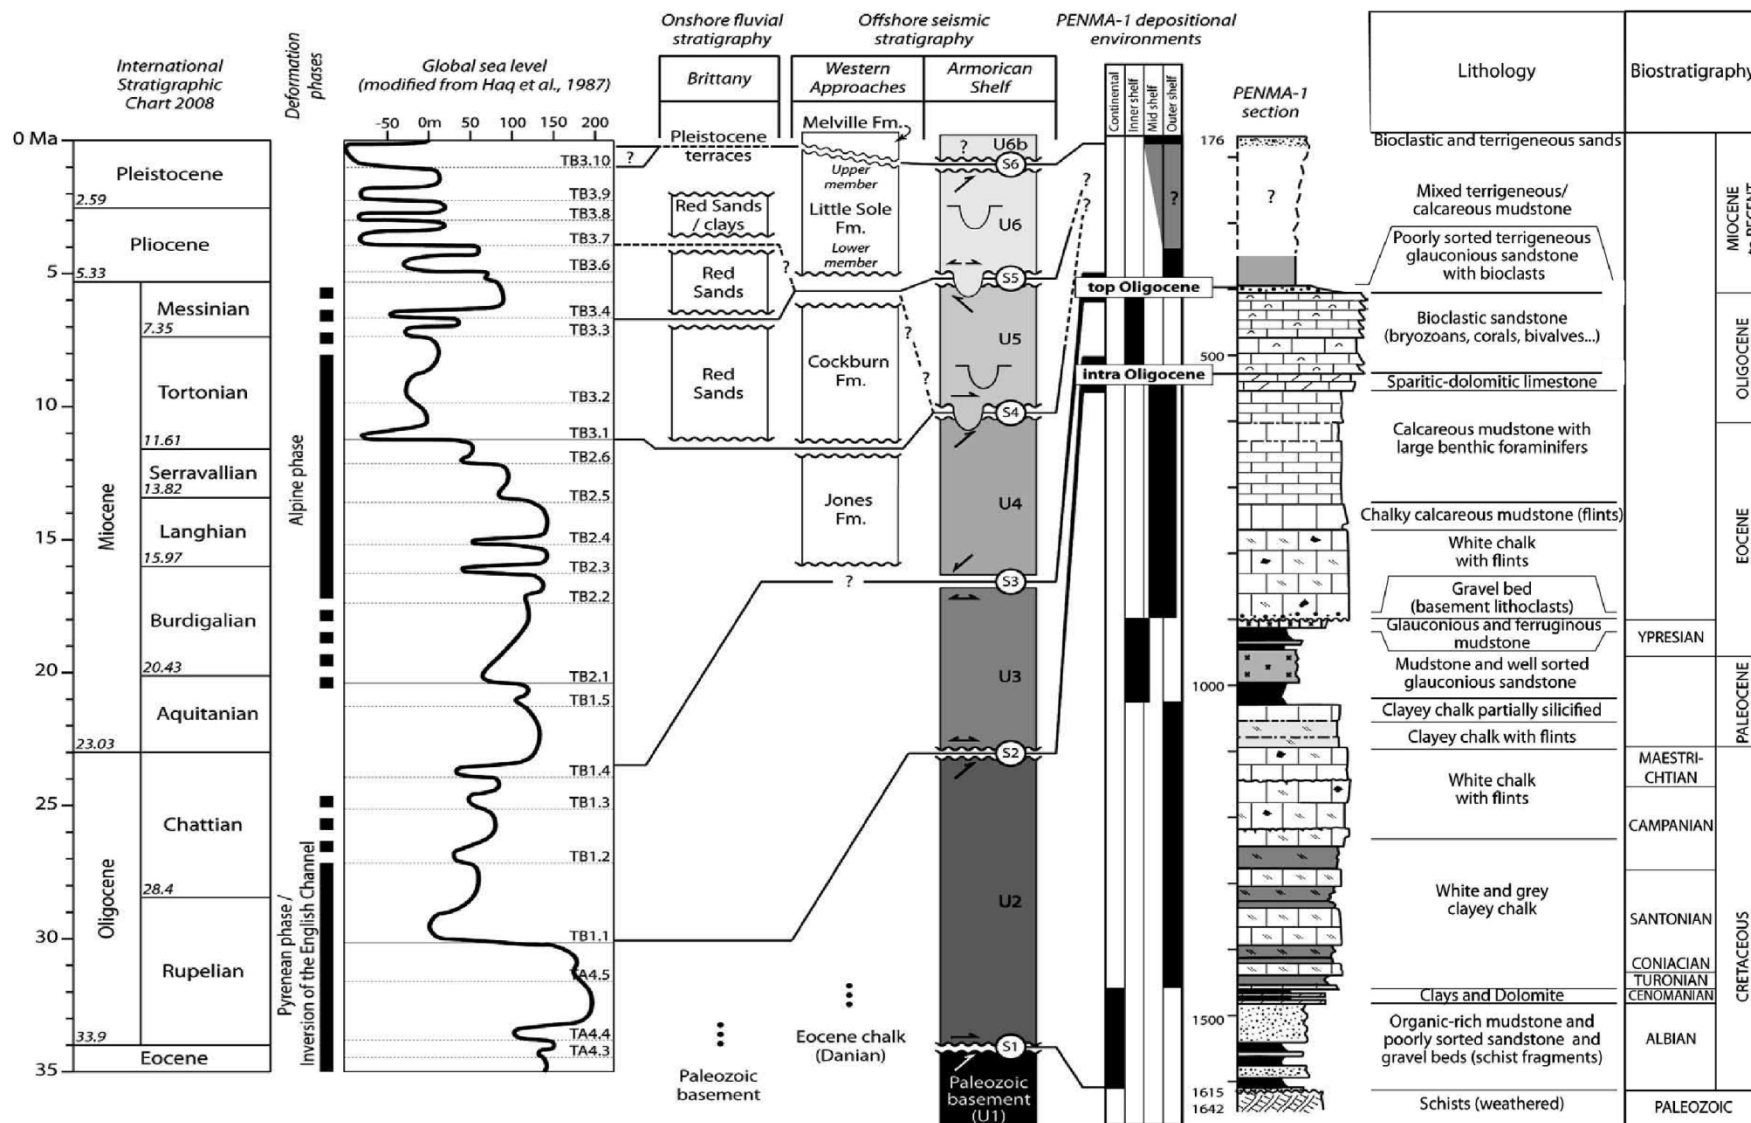 International
Stratigraphic
Chart 2008
Deformation
phases
Global sea level
(modified from Haq et al., 1987)
-50 0m 50 100 150 200
Onshore fluvial
stratigraphy
Brittany
Offshore seismic
stratigraphy
Western
Approaches
Armorican
Shelf
PENMA-1 depositional
environments
Continental
Inner shelf
Mid shelf
Outer shelf
PENMA-1
section
Lithology
Biostratigraphy
0 Ma
5
10
15
20
25
30
35
Pleistocene
2.59
Pliocene
5.33
Miocene
Messinian
7.35
Tortonian
11.61
Serravallian
13.82
Langhian
15.97
Burdigalian
20.43
Aquitanian
23.03
Oligocene
Chattian
28.4
Rupelian
33.9
Eocene
Alpine phase
Pyrenean phase /
Inversion of the English Channel
TB3.10
TB3.9
TB3.8
TB3.7
TB3.6
TB3.4
TB3.3
TB3.2
TB3.1
TB2.6
TB2.5
TB2.4
TB2.3
TB2.2
TB2.1
TB1.5
TB1.4
TB1.3
TB1.2
TB1.1
TA4.5
TA4.4
TA4.3
?
Pleistocene
terraces
Red Sands
/ clays
?
Red
Sands
Red
Sands
Paleozoic
basement
Melville Fm.
Upper
member
Little Sole
Fm.
Lower
member
?
Cockburn
Fm.
?
Jones
Fm.
?
Eocene chalk
(Danian)
? U6b
S6
U6
S5
U5
S4
U4
S3
U3
S2
U2
S1
Paleozoic
basement
(U1)
?
?
?
top Oligocene
intra Oligocene
176
?
500
1000
1500
1615
1642
Bioclastic and terrigeneous sands
Mixed terrigeneous/
calcareous mudstone
Poorly sorted terrigeneous
glauconious sandstone
with bioclasts
Bioclastic sandstone
(bryozoans, corals, bivalves...)
Sparitic-dolomitic limestone
Calcareous mudstone with
large benthic foraminifers
Chalky calcareous mudstone (flints)
White chalk
with flints
Gravel bed
(basement lithoclasts)
Glauconious and ferruginous
mudstone
Mudstone and well sorted
glauconious sandstone
Clayey chalk partially silicified
Clayey chalk with flints
White chalk
with flints
White and grey
clayey chalk
Clays and Dolomite
Organic-rich mudstone and
poorly sorted sandstone and
gravel beds (schist fragments)
Schists (weathered)
YPRESIAN
MAESTRI-
CHTIAN
CAMPANIAN
SANTONIAN
CONIACIAN
TURONIAN
CENOMANIAN
ALBIAN
PALEOZOIC
MIOCENE
OLIGOCENE
EOCENE
PALEOCENE
CRETACEOUS